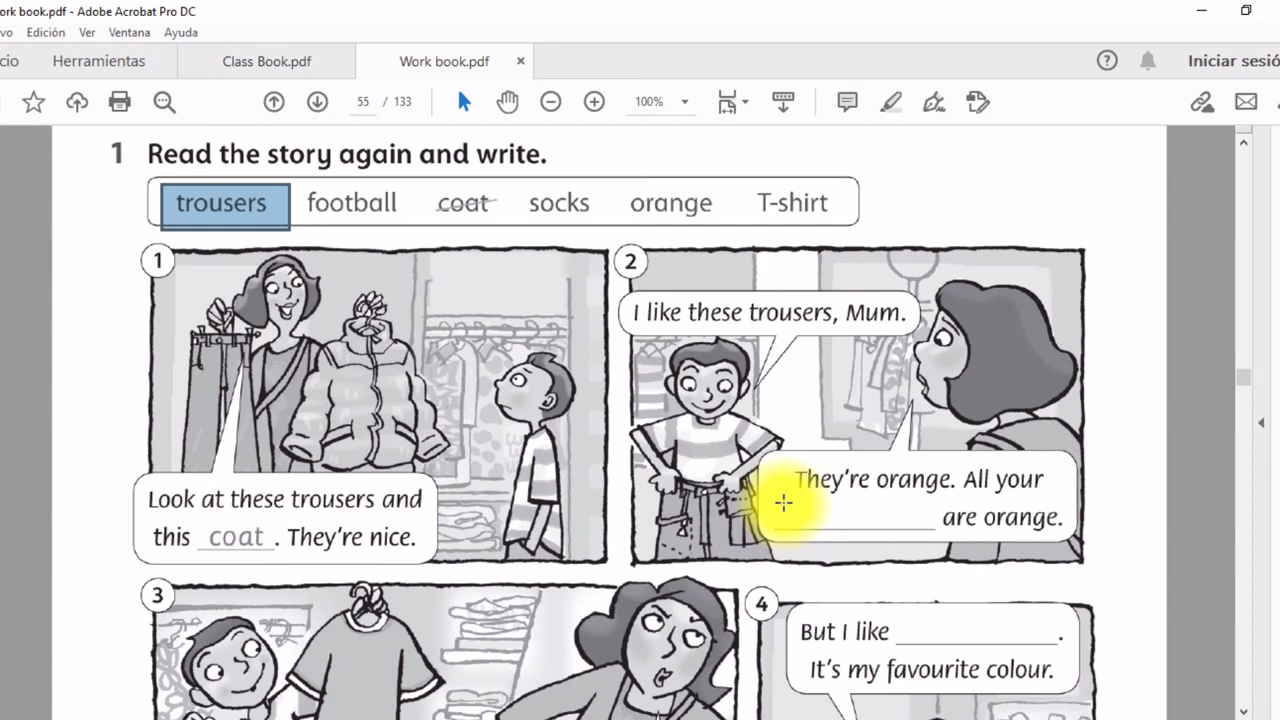 ork book.pdf - Adobe Acrobat Pro DC
vo Edición Ver Ventana Ayuda
cio Herramientas Class Book.pdf Work book.pdf × Iniciar sesió
55 / 133 100%
1 Read the story again and write.
trousers football coat socks orange T-shirt
1
Look at these trousers and
this coat . They're nice.
2
I like these trousers, Mum.
They're orange. All your
____________ are orange.
3
4
But I like ____________.
It's my favourite colour.